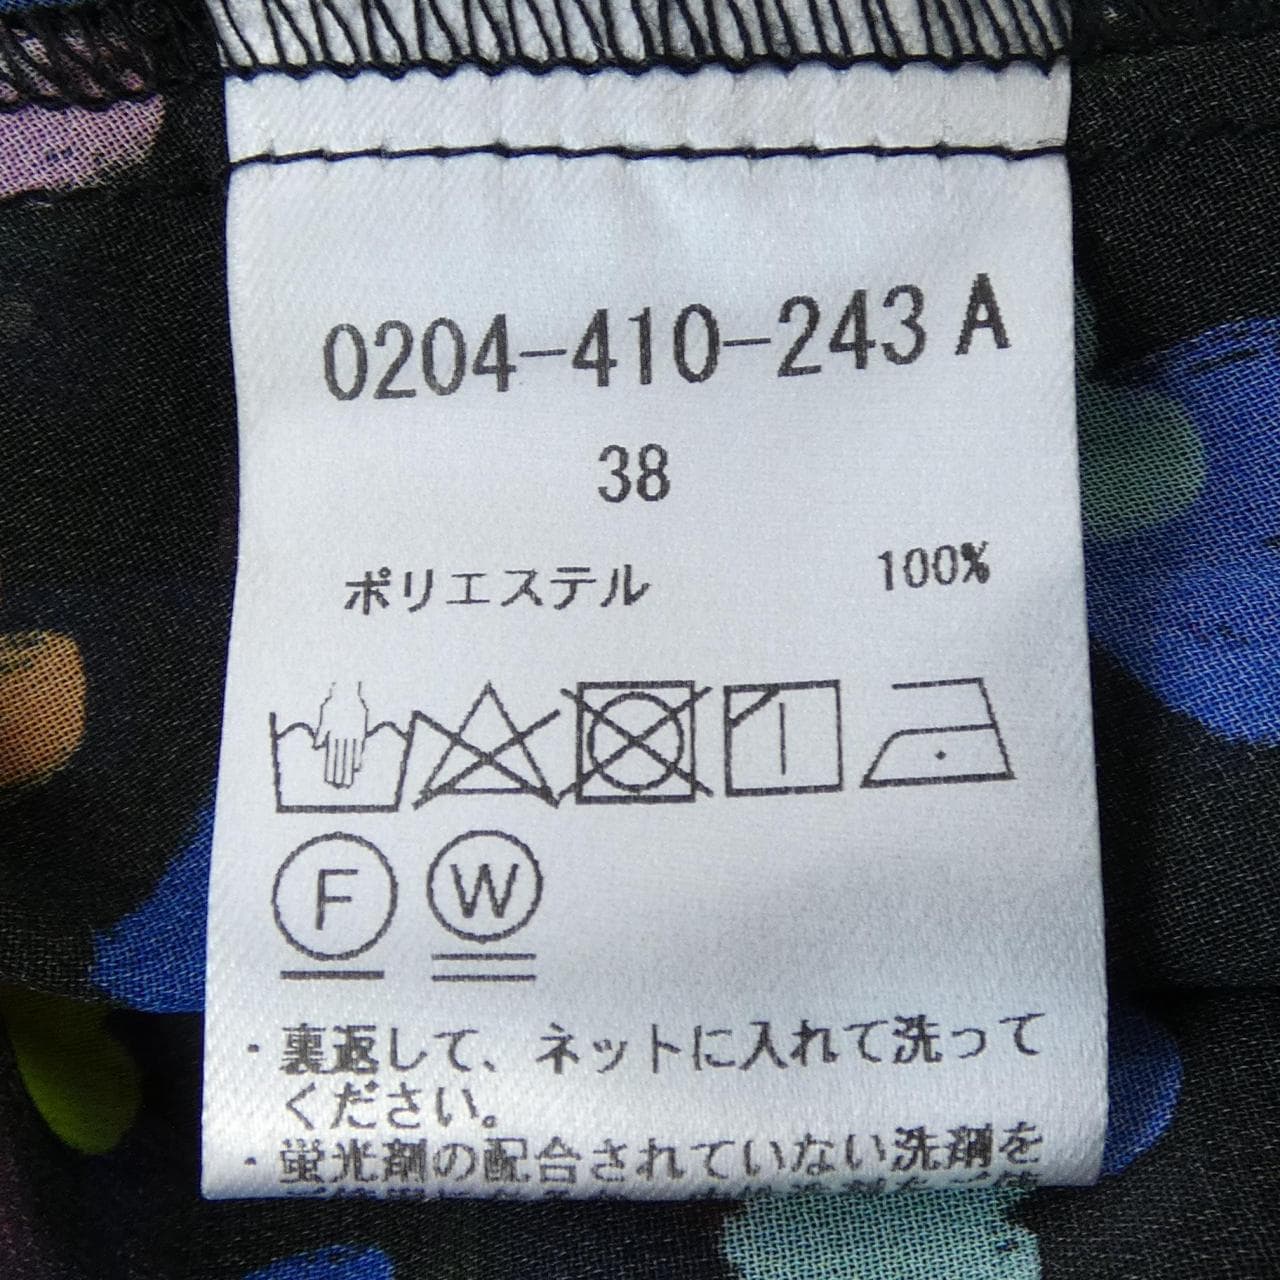 0204-410-243 A
38
ポリエステル 100%
F W
・裏返して、ネットに入れて洗って
ください。
・蛍光剤の配合されていない洗剤を